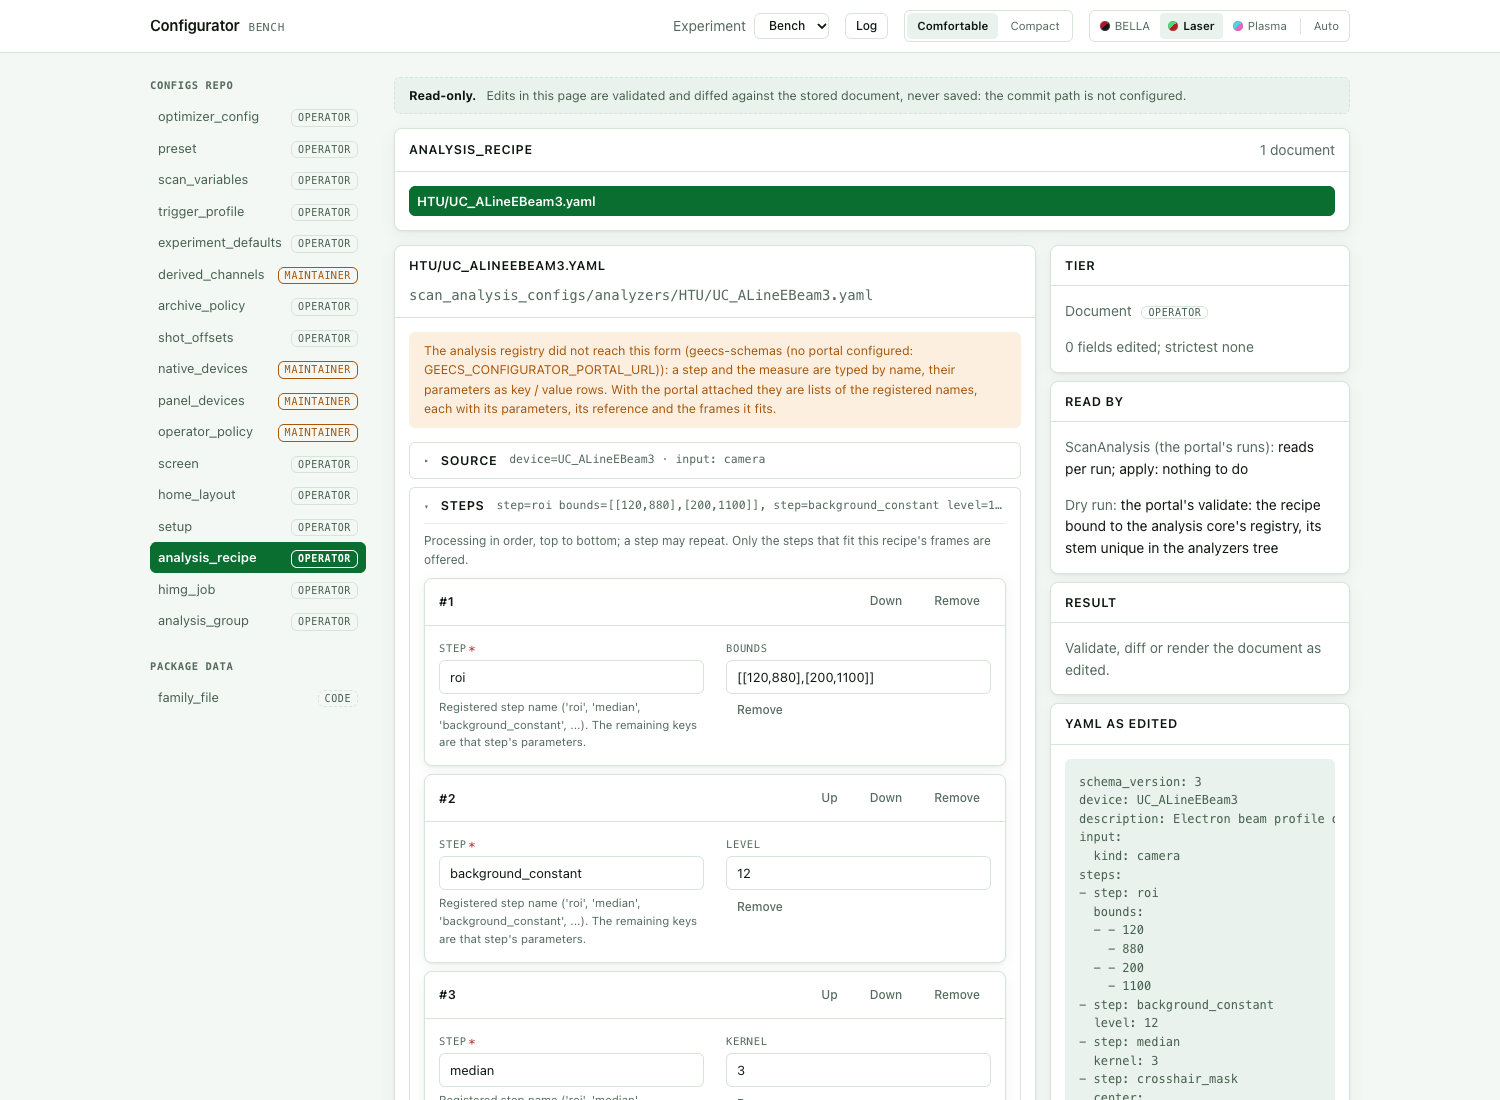 Configurator BENCH
Experiment Bench Log Comfortable Compact BELLA Laser Plasma Auto
CONFIGS REPO
optimizer_config OPERATOR
preset OPERATOR
scan_variables OPERATOR
trigger_profile OPERATOR
experiment_defaults OPERATOR
derived_channels MAINTAINER
archive_policy OPERATOR
shot_offsets OPERATOR
native_devices MAINTAINER
panel_devices MAINTAINER
operator_policy MAINTAINER
screen OPERATOR
home_layout OPERATOR
setup OPERATOR
analysis_recipe OPERATOR
himg_job OPERATOR
analysis_group OPERATOR
PACKAGE DATA
family_file CODE
Read-only. Edits in this page are validated and diffed against the stored document, never saved: the commit path is not configured.
ANALYSIS_RECIPE 1 document
HTU/UC_ALineEBeam3.yaml
HTU/UC_ALINEEBEAM3.YAML
scan_analysis_configs/analyzers/HTU/UC_ALineEBeam3.yaml
The analysis registry did not reach this form (geecs-schemas (no portal configured:
GEECS_CONFIGURATOR_PORTAL_URL)): a step and the measure are typed by name, their
parameters as key / value rows. With the portal attached they are lists of the registered names,
each with its parameters, its reference and the frames it fits.
SOURCE device=UC_ALineEBeam3 · input: camera
STEPS step=roi bounds=[[120,880],[200,1100]], step=background_constant level=1…
Processing in order, top to bottom; a step may repeat. Only the steps that fit this recipe's frames are
offered.
#1 Down Remove
STEP* BOUNDS
roi [[120,880],[200,1100]]
Registered step name ('roi', 'median',
'background_constant', ...). The remaining keys
are that step's parameters.
Remove
#2 Up Down Remove
STEP* LEVEL
background_constant 12
Registered step name ('roi', 'median',
'background_constant', ...). The remaining keys
are that step's parameters.
Remove
#3 Up Down Remove
STEP* KERNEL
median 3
Registered step name ('roi', 'median',
TIER
Document OPERATOR
0 fields edited; strictest none
READ BY
ScanAnalysis (the portal's runs): reads
per run; apply: nothing to do
Dry run: the portal's validate: the recipe
bound to the analysis core's registry, its
stem unique in the analyzers tree
RESULT
Validate, diff or render the document as
edited.
YAML AS EDITED
schema_version: 3
device: UC_ALineEBeam3
description: Electron beam profile
input:
  kind: camera
steps:
- step: roi
  bounds:
  - - 120
    - 880
  - - 200
    - 1100
- step: background_constant
  level: 12
- step: median
  kernel: 3
- step: crosshair_mask
  center: